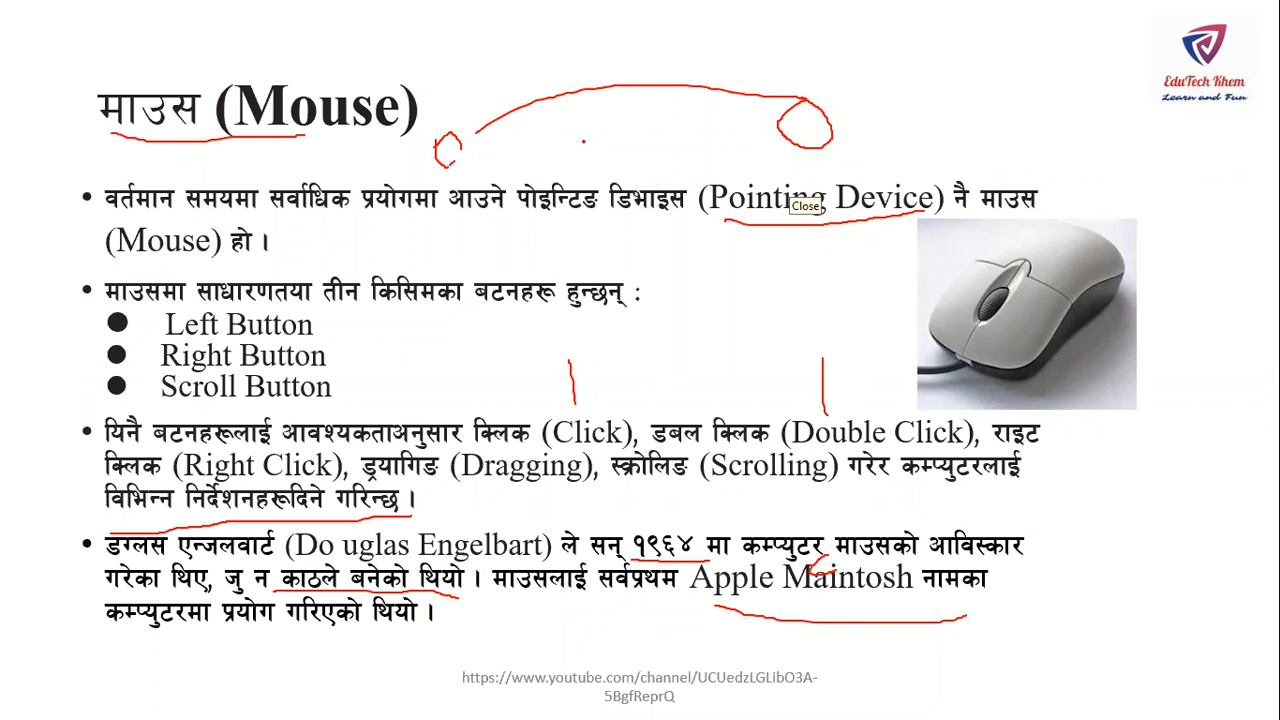 EduTech Khem
Learn and Fun
माउस (Mouse)
• वर्तमान समयमा सर्वाधिक प्रयोगमा आउने पोइन्टिङ डिभाइस (Pointing Device) नै माउस
Close
(Mouse) हो ।
• माउसमा साधारणतया तीन किसिमका बटनहरू हुन्छन् :
● Left Button
● Right Button
● Scroll Button
• यिनै बटनहरूलाई आवश्यकताअनुसार क्लिक (Click), डबल क्लिक (Double Click), राइट
क्लिक (Right Click), ड्र्यागिङ (Dragging), स्क्रोलिङ (Scrolling) गरेर कम्प्युटरलाई
विभिन्न निर्देशनहरूदिने गरिन्छ ।
• डग्लस एन्जलवार्ट (Do uglas Engelbart) ले सन् १९६४ मा कम्प्युटर माउसको आविस्कार
गरेका थिए, जु न काठले बनेको थियो । माउसलाई सर्वप्रथम Apple Maintosh नामका
कम्प्युटरमा प्रयोग गरिएको थियो ।
https://www.youtube.com/channel/UCUedzLGLibO3A-
5BgfReprQ